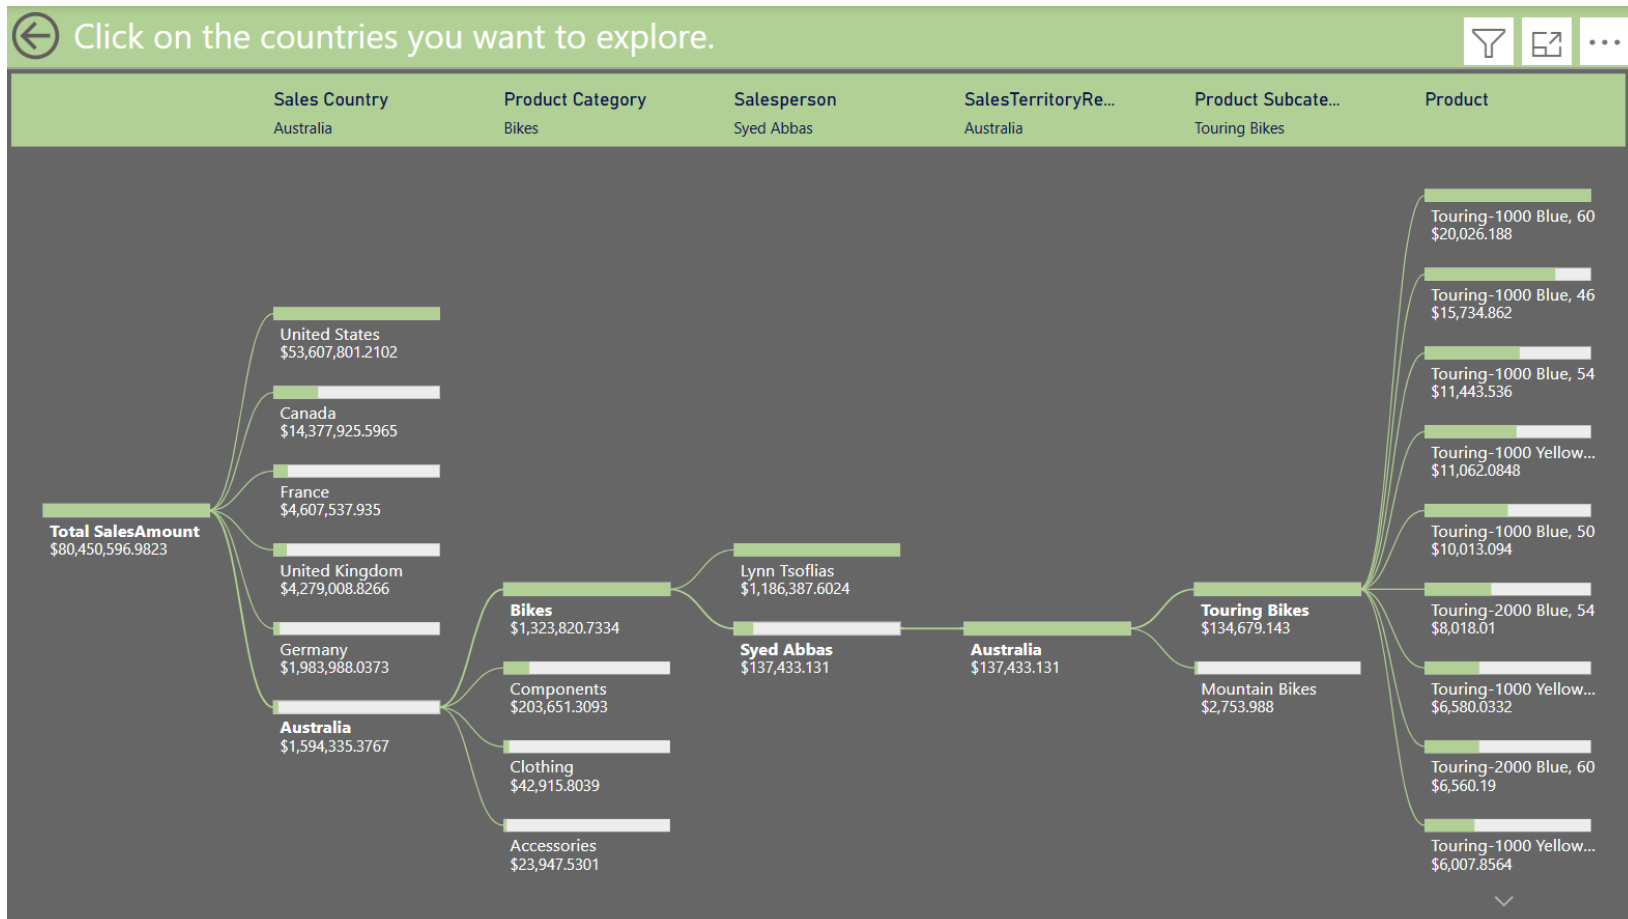 Click on the countries you want to explore.
Sales Country
Australia
Product Category
Bikes
Salesperson
Syed Abbas
SalesTerritoryRe...
Australia
Product Subcate...
Touring Bikes
Product
Total SalesAmount
$80,450,596.9823
United States
$53,607,801.2102
Canada
$14,377,925.5965
France
$4,607,537.935
United Kingdom
$4,279,008.8266
Germany
$1,983,988.0373
Australia
$1,594,335.3767
Bikes
$1,323,820.7334
Components
$203,651.3093
Clothing
$42,915.8039
Accessories
$23,947.5301
Lynn Tsoflias
$1,186,387.6024
Syed Abbas
$137,433.131
Australia
$137,433.131
Touring Bikes
$134,679.143
Mountain Bikes
$2,753.988
Touring-1000 Blue, 60
$20,026.188
Touring-1000 Blue, 46
$15,734.862
Touring-1000 Blue, 54
$11,443.536
Touring-1000 Yellow...
$11,062.0848
Touring-1000 Blue, 50
$10,013.094
Touring-2000 Blue, 54
$8,018.01
Touring-1000 Yellow...
$6,580.0332
Touring-2000 Blue, 60
$6,560.19
Touring-1000 Yellow...
$6,007.8564